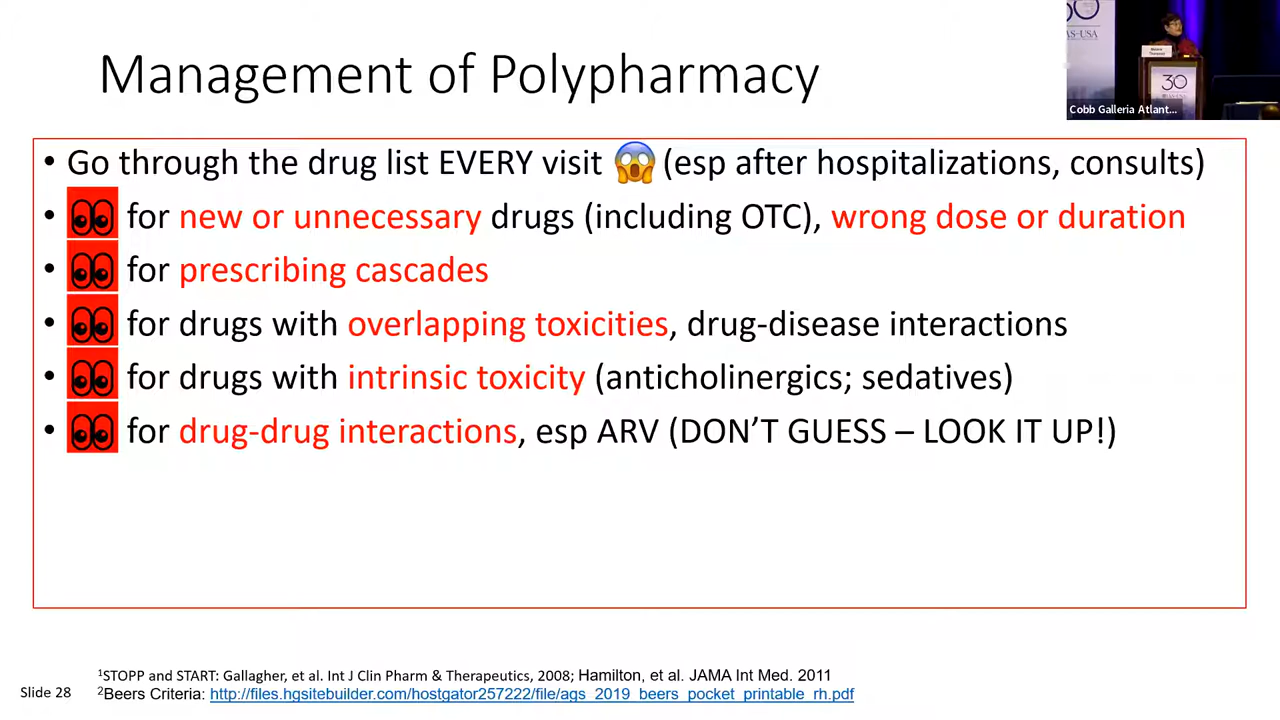 Management of Polypharmacy
30
AS–USA
30
Cobb Galleria Atlant...
• Go through the drug list EVERY visit 😱 (esp after hospitalizations, consults)
• 👀 for new or unnecessary drugs (including OTC), wrong dose or duration
• 👀 for prescribing cascades
• 👀 for drugs with overlapping toxicities, drug-disease interactions
• 👀 for drugs with intrinsic toxicity (anticholinergics; sedatives)
• 👀 for drug-drug interactions, esp ARV (DON’T GUESS – LOOK IT UP!)
¹STOPP and START: Gallagher, et al. Int J Clin Pharm & Therapeutics, 2008; Hamilton, et al. JAMA Int Med. 2011
Slide 28
²Beers Criteria: http://files.hgsitebuilder.com/hostgator257222/file/ags_2019_beers_pocket_printable_rh.pdf